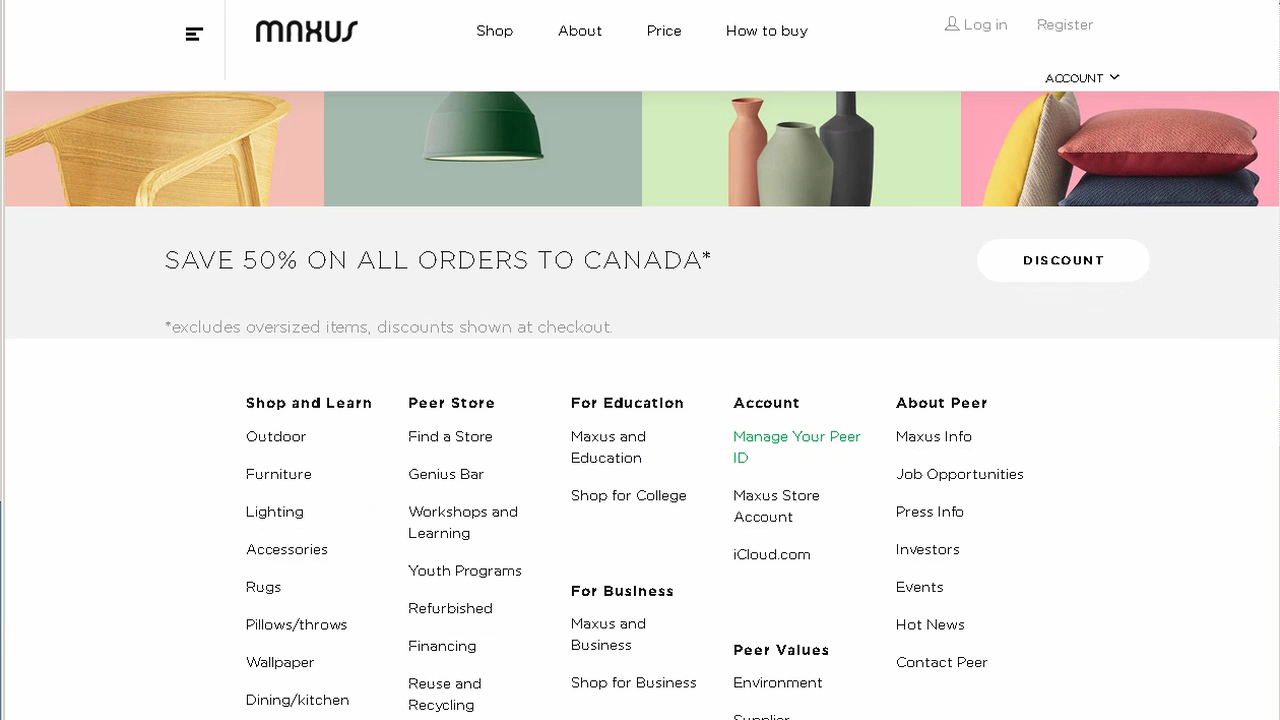 MAXUS
Shop About Price How to buy
Log in Register
ACCOUNT
SAVE 50% ON ALL ORDERS TO CANADA*
DISCOUNT
*excludes oversized items, discounts shown at checkout.
Shop and Learn
Outdoor
Furniture
Lighting
Accessories
Rugs
Pillows/throws
Wallpaper
Dining/kitchen
Peer Store
Find a Store
Genius Bar
Workshops and
Learning
Youth Programs
Refurbished
Financing
Reuse and
Recycling
For Education
Maxus and
Education
Shop for College
For Business
Maxus and
Business
Shop for Business
Account
Manage Your Peer
ID
Maxus Store
Account
iCloud.com
Peer Values
Environment
Supplier
About Peer
Maxus Info
Job Opportunities
Press Info
Investors
Events
Hot News
Contact Peer